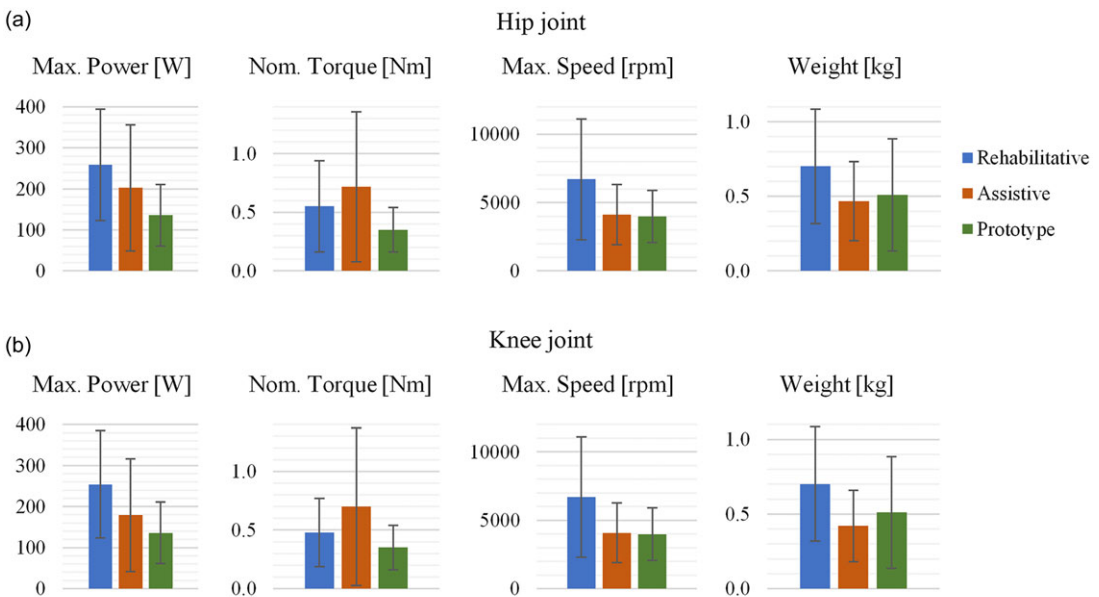 (a)
Hip joint
Max. Power [W]
Nom. Torque [Nm]
Max. Speed [rpm]
Weight [kg]
400
300
200
100
0
1.0
0.5
0.0
10000
5000
0
1.0
0.5
0.0
Rehabilitative
Assistive
Prototype
(b)
Knee joint
Max. Power [W]
Nom. Torque [Nm]
Max. Speed [rpm]
Weight [kg]
400
300
200
100
0
1.0
0.5
0.0
10000
5000
0
1.0
0.5
0.0